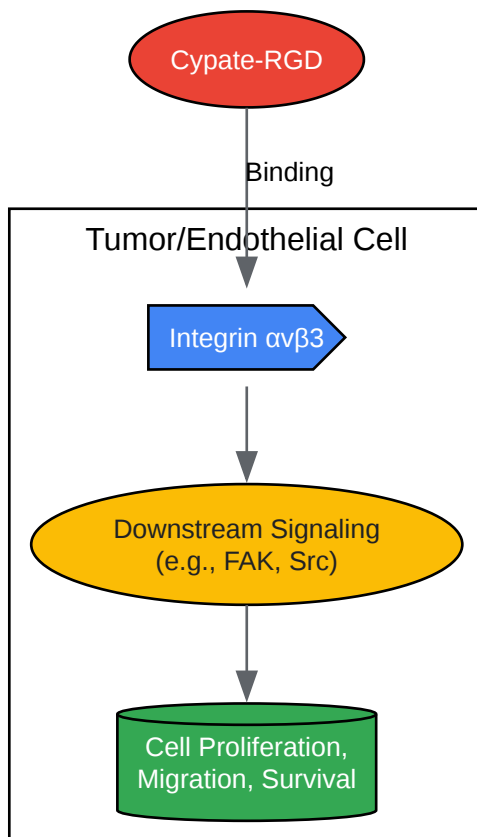 Cypate-RGD
Binding
Tumor/Endothelial Cell
Integrin αvβ3
Downstream Signaling
(e.g., FAK, Src)
Cell Proliferation,
Migration, Survival